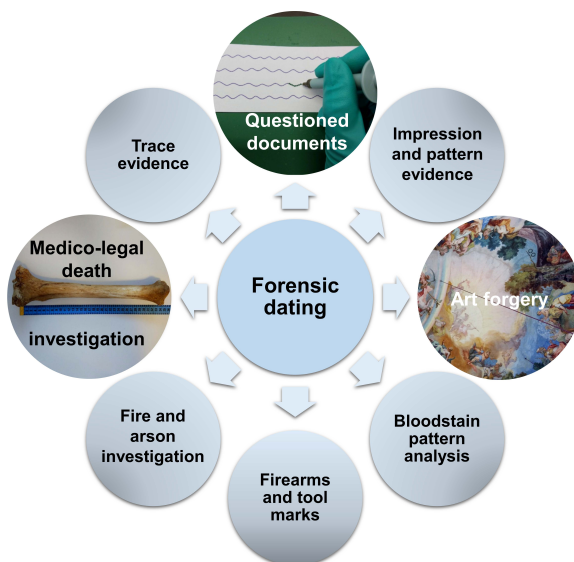 Questioned
documents
Trace
evidence
Impression
and pattern
evidence
Medico-legal
death
investigation
Forensic
dating
Art forgery
Fire and
arson
investigation
Bloodstain
pattern
analysis
Firearms
and tool
marks